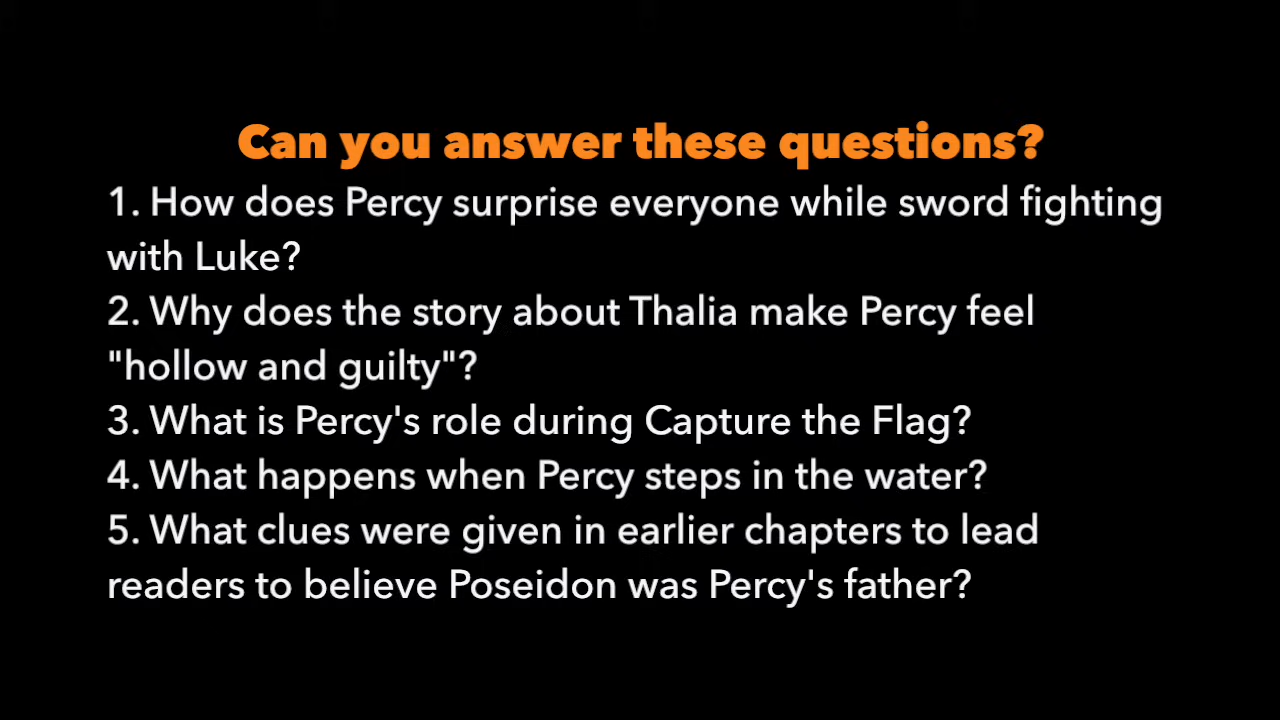 Can you answer these questions?
1. How does Percy surprise everyone while sword fighting
with Luke?
2. Why does the story about Thalia make Percy feel
"hollow and guilty"?
3. What is Percy's role during Capture the Flag?
4. What happens when Percy steps in the water?
5. What clues were given in earlier chapters to lead
readers to believe Poseidon was Percy's father?